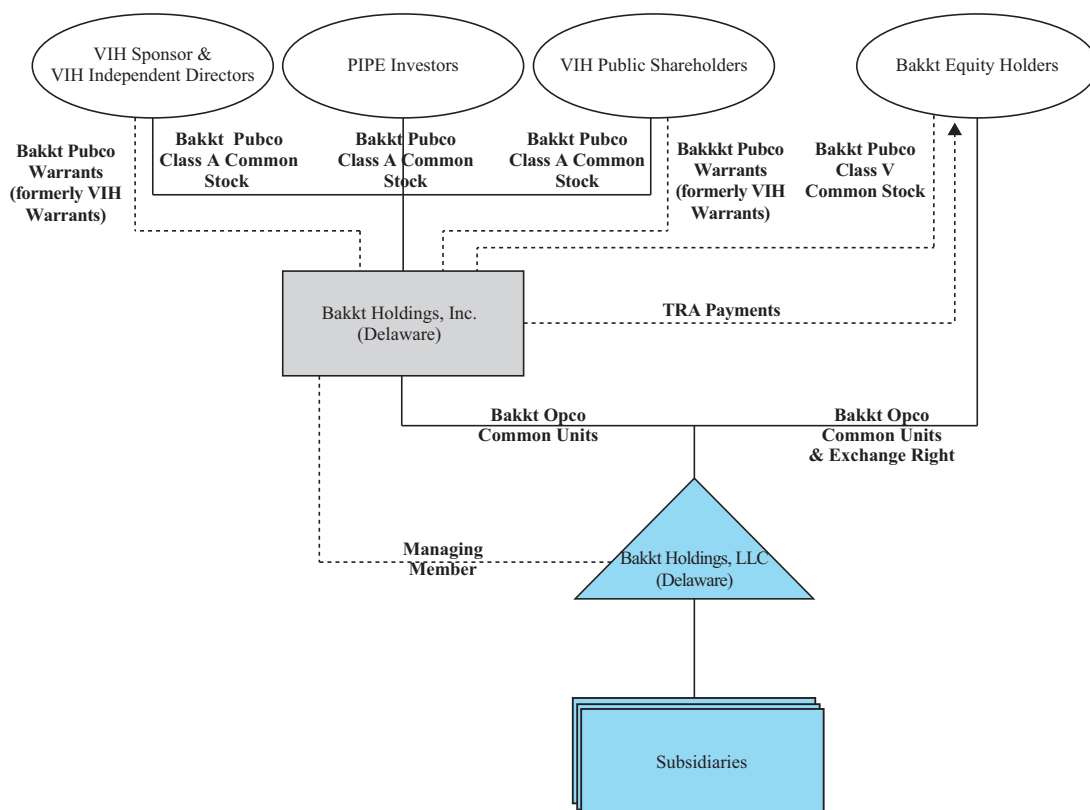 VIH Sponsor &
VIH Independent Directors
PIPE Investors
VIH Public Shareholders
Bakkt Equity Holders
Bakkt Pubco
Warrants
(formerly VIH
Warrants)
Bakkt Pubco
Class A Common
Stock
Bakkt Pubco
Class A Common
Stock
Bakkt Pubco
Class A Common
Stock
Bakkkt Pubco
Warrants
(formerly VIH
Warrants)
Bakkt Pubco
Class V
Common Stock
Bakkt Holdings, Inc.
(Delaware)
TRA Payments
Bakkt Opco
Common Units
Bakkt Opco
Common Units
& Exchange Right
Managing
Member
Bakkt Holdings, LLC
(Delaware)
Subsidiaries